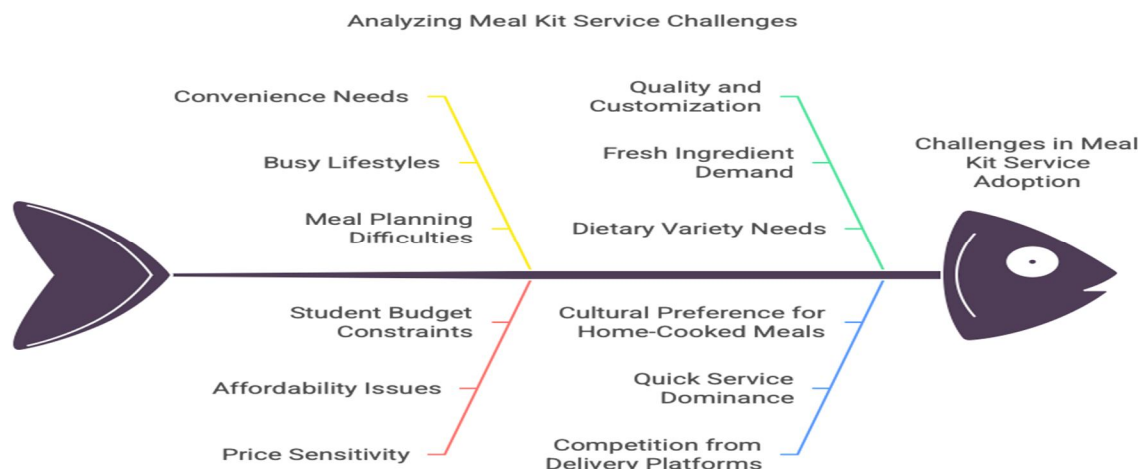 Analyzing Meal Kit Service Challenges
Convenience Needs
Busy Lifestyles
Meal Planning
Difficulties
Quality and
Customization
Fresh Ingredient
Demand
Dietary Variety Needs
Challenges in Meal
Kit Service
Adoption
Student Budget
Constraints
Affordability Issues
Price Sensitivity
Cultural Preference for
Home-Cooked Meals
Quick Service
Dominance
Competition from
Delivery Platforms